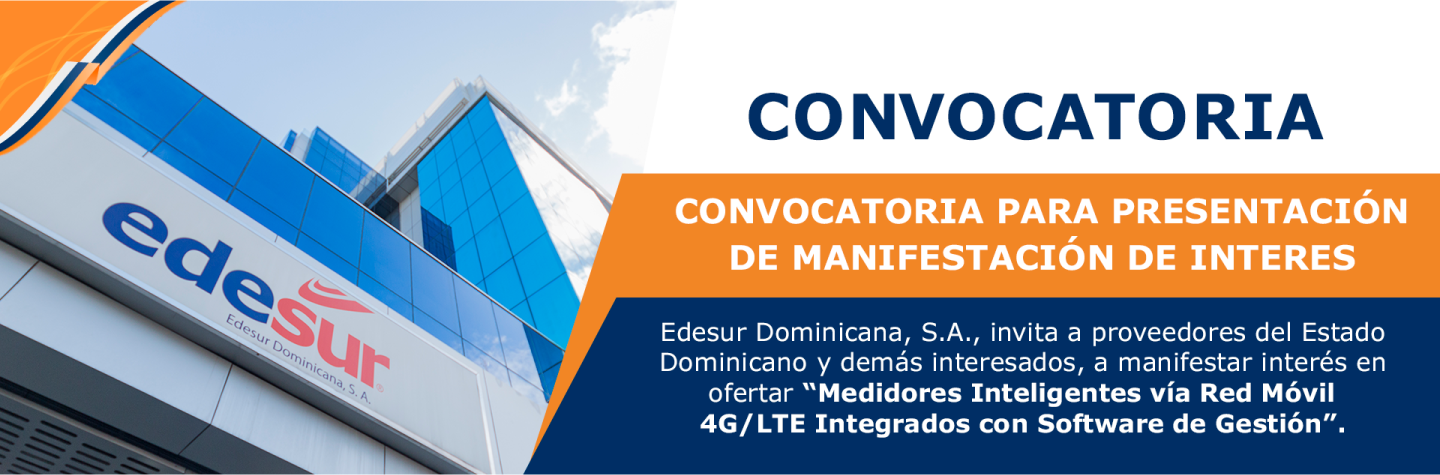 edesur
Edesur Dominicana, S. A.
CONVOCATORIA
CONVOCATORIA PARA PRESENTACIÓN
DE MANIFESTACIÓN DE INTERES
Edesur Dominicana, S.A., invita a proveedores del Estado
Dominicano y demás interesados, a manifestar interés en
ofertar “Medidores Inteligentes vía Red Móvil
4G/LTE Integrados con Software de Gestión”.